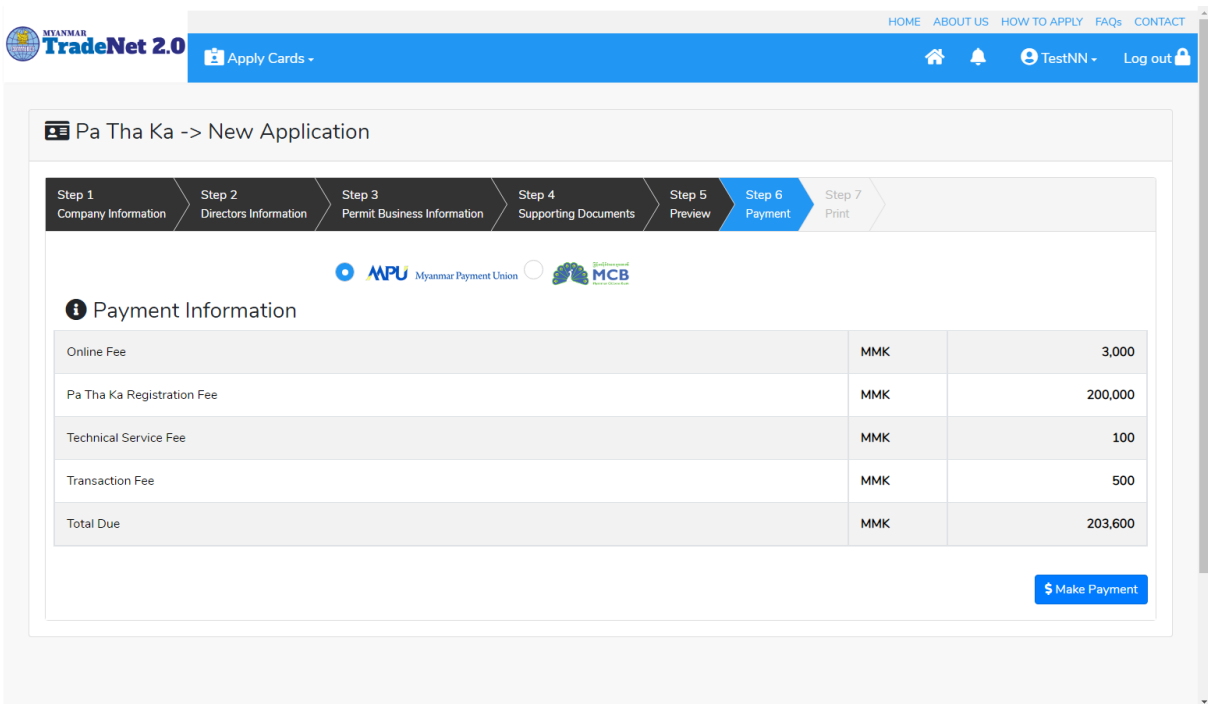 HOME ABOUT US HOW TO APPLY FAQs CONTACT
MYANMAR
TradeNet 2.0
Apply Cards
TestNN
Log out
Pa Tha Ka -> New Application
Step 1
Company Information
Step 2
Directors Information
Step 3
Permit Business Information
Step 4
Supporting Documents
Step 5
Preview
Step 6
Payment
Step 7
Print
MPU Myanmar Payment Union
MCB
Payment Information
Online Fee MMK 3,000
Pa Tha Ka Registration Fee MMK 200,000
Technical Service Fee MMK 100
Transaction Fee MMK 500
Total Due MMK 203,600
$ Make Payment